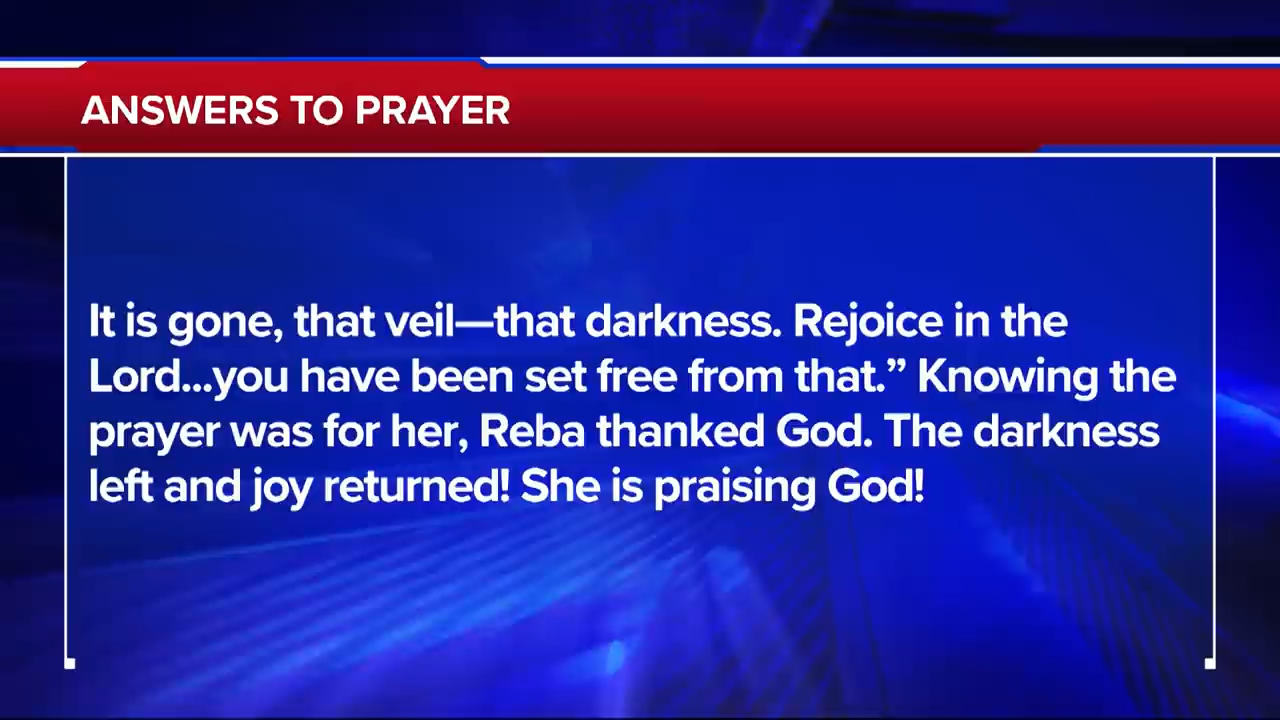 ANSWERS TO PRAYER
It is gone, that veil—that darkness. Rejoice in the
Lord...you have been set free from that.” Knowing the
prayer was for her, Reba thanked God. The darkness
left and joy returned! She is praising God!